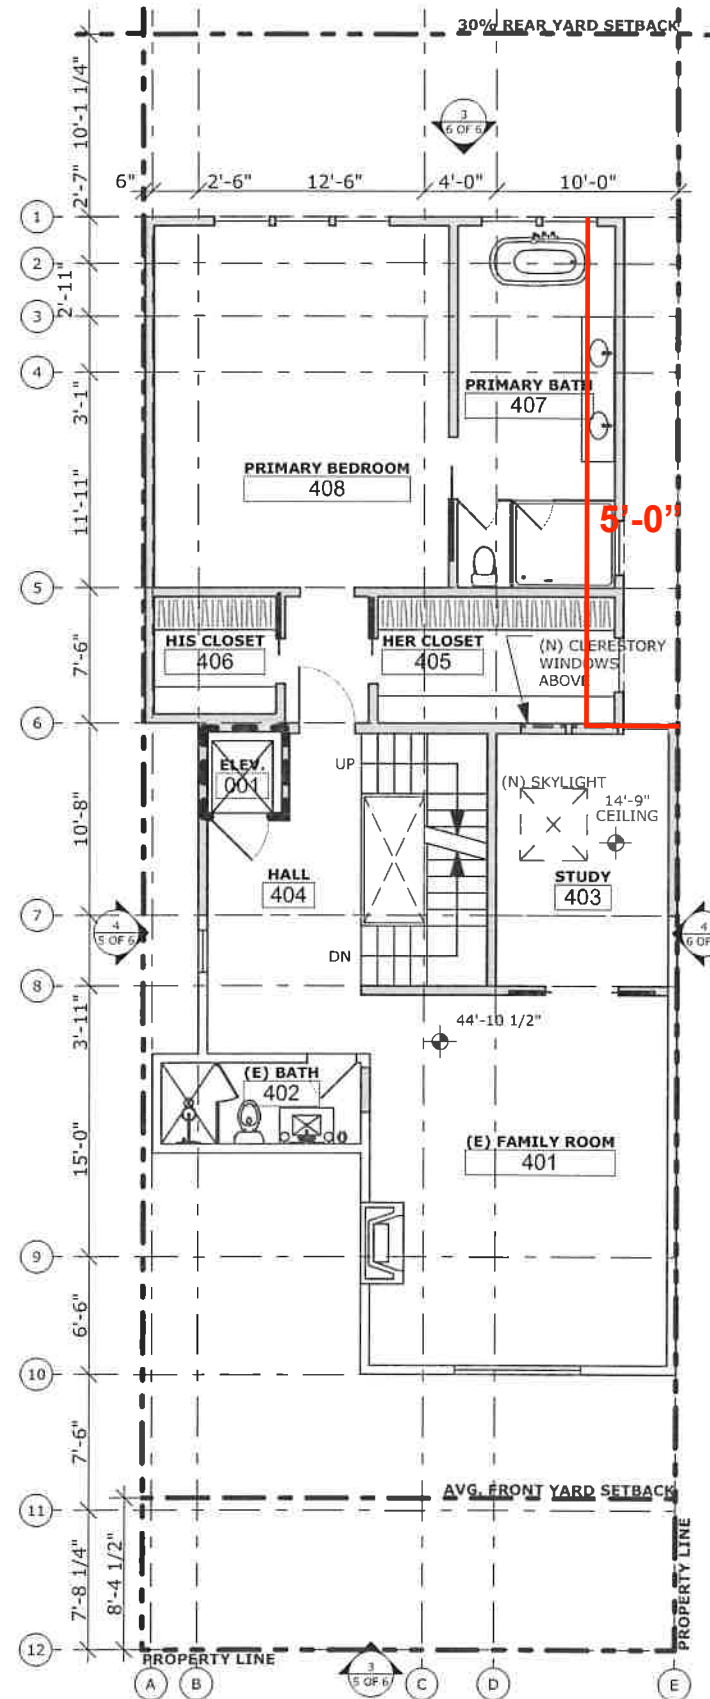 30% REAR YARD SETBACK
10'-1 1/4"
3
6 OF 6
2'-7"
6"
2'-6"
12'-6"
4'-0"
10'-0"
1
2
2'-11"
3
4
PRIMARY BATH
407
3'-1"
PRIMARY BEDROOM
408
11'-11"
5'-0"
5
HIS CLOSET
406
HER CLOSET
405
(N) CLERESTORY
WINDOWS
ABOVE
7'-6"
6
ELEV.
001
UP
(N) SKYLIGHT
14'-9"
CEILING
10'-8"
HALL
404
STUDY
403
7
4
5 OF 6
4
6 OF 6
DN
8
3'-11"
44'-10 1/2"
(E) BATH
402
(E) FAMILY ROOM
401
15'-0"
9
6'-6"
10
7'-6"
AVG. FRONT YARD SETBACK
11
7'-8 1/4"
8'-4 1/2"
PROPERTY LINE
12
PROPERTY LINE
3
5 OF 6
A
B
C
D
E